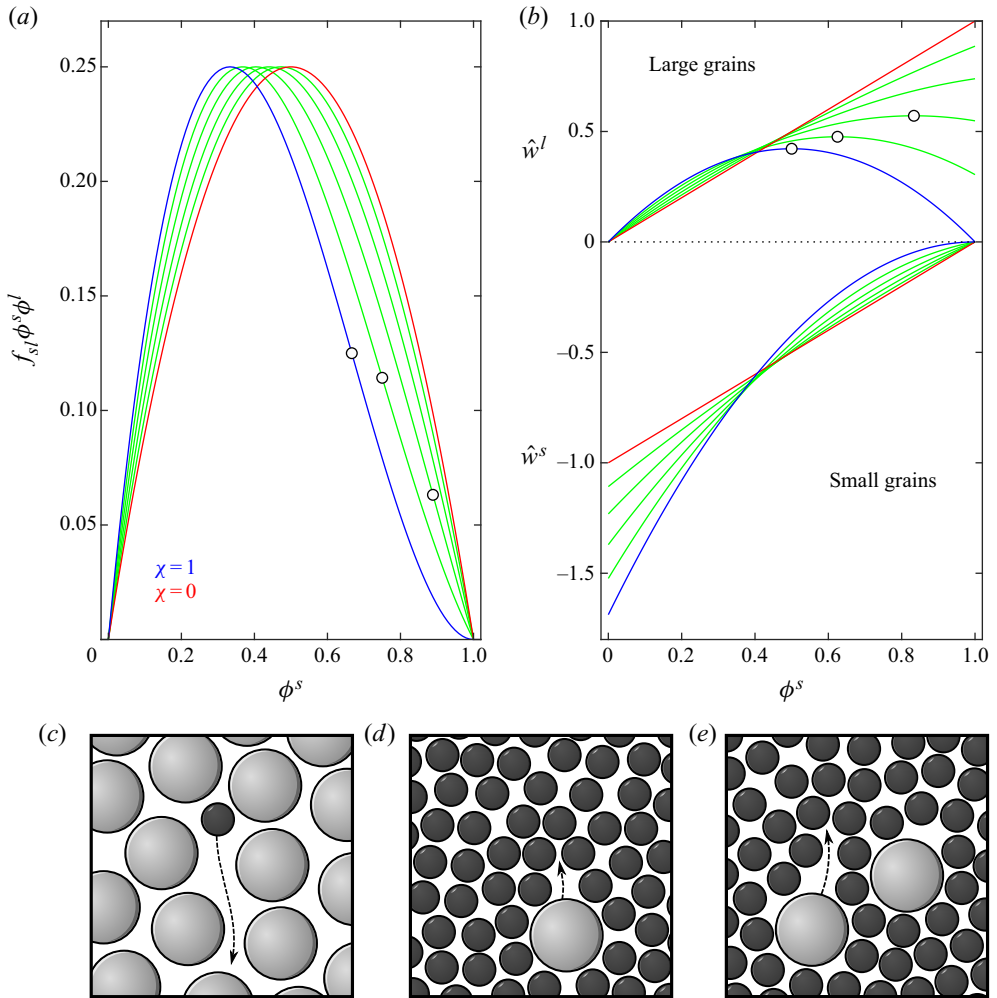 (a)
0.25
0.20
0.15
0.10
0.05
0
0.2
0.4
0.6
0.8
1.0
f_{sl} ϕ^s ϕ^l
ϕ^s
χ = 1
χ = 0
(b)
1.0
0.5
0
−0.5
−1.0
−1.5
ŵ^l
ŵ^s
Large grains
Small grains
0
0.2
0.4
0.6
0.8
1.0
ϕ^s
(c)
(d)
(e)